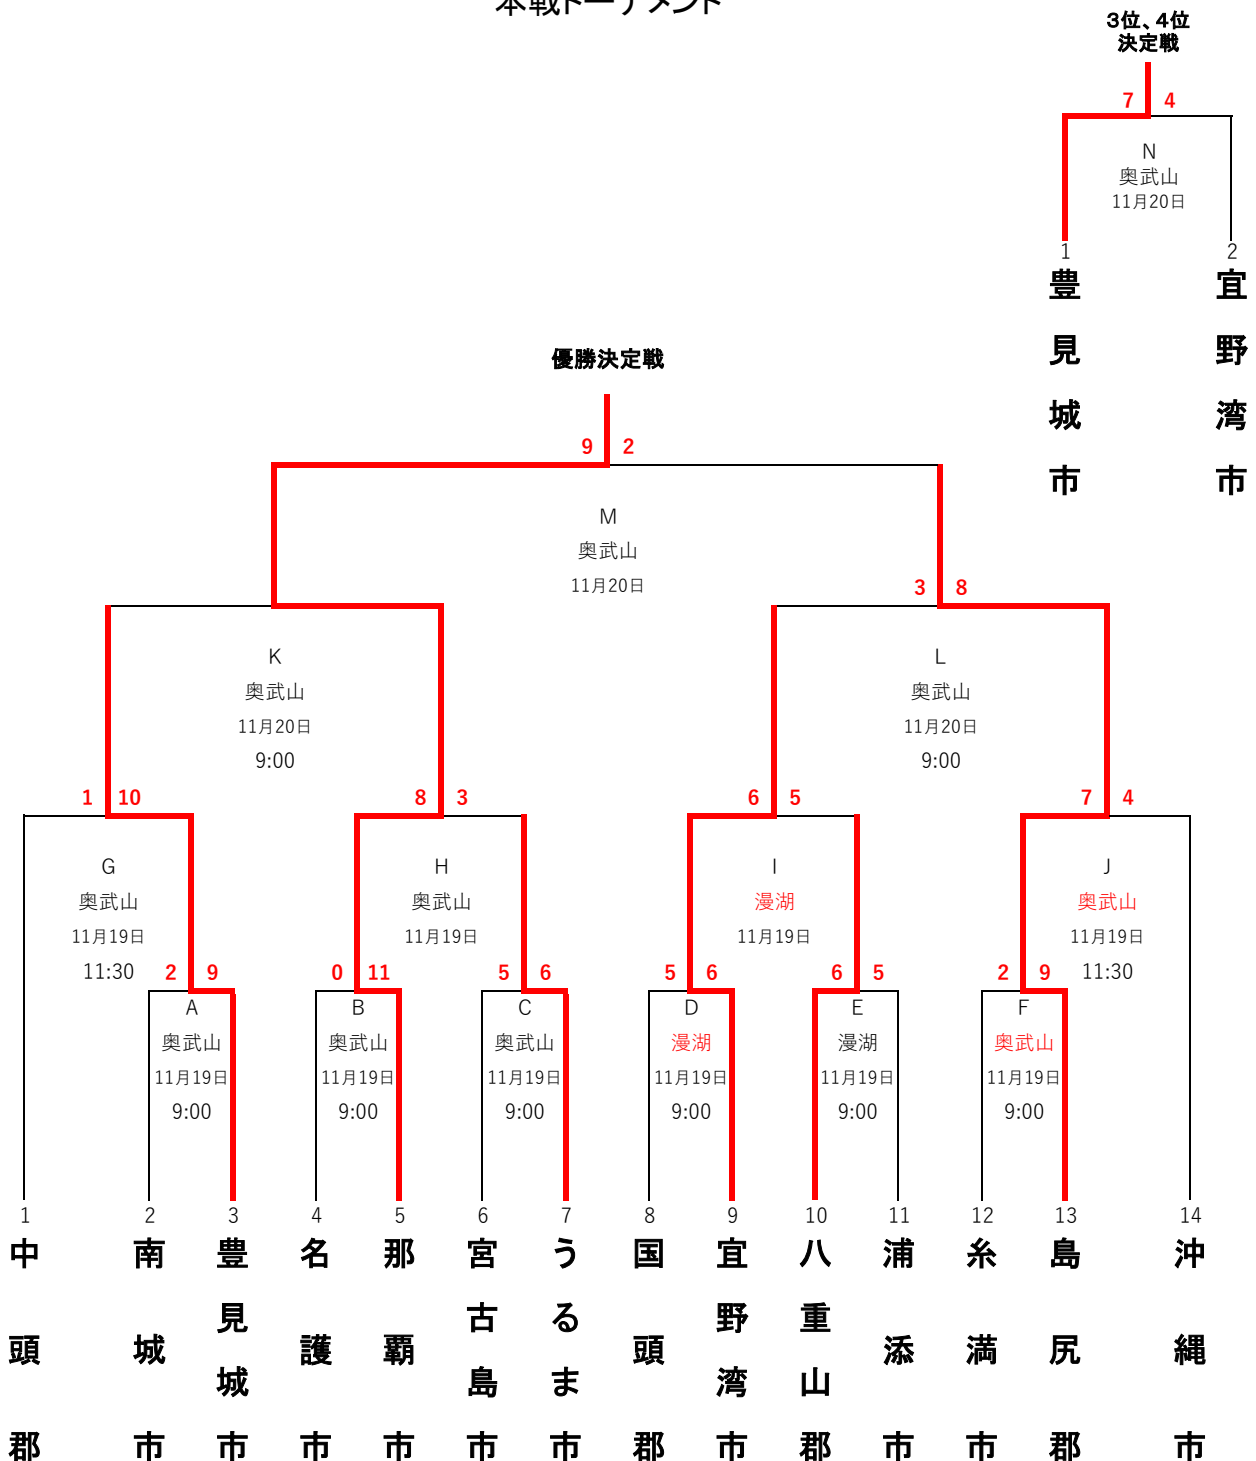 本戦トーナメント
3位、4位
決定戦
7 4
N
奥武山
11月20日
1 2
豊見城市
宜野湾市
優勝決定戦
9 2
M
奥武山
11月20日
3 8
K
奥武山
11月20日
9:00
L
奥武山
11月20日
9:00
1 10 8 3 6 5 7 4
G
奥武山
11月19日
11:30
H
奥武山
11月19日
I
漫湖
11月19日
J
奥武山
11月19日
11:30
2 9 0 11 5 6 5 6 6 5 2 9
A
奥武山
11月19日
9:00
B
奥武山
11月19日
9:00
C
奥武山
11月19日
9:00
D
漫湖
11月19日
9:00
E
漫湖
11月19日
9:00
F
奥武山
11月19日
9:00
1 2 3 4 5 6 7 8 9 10 11 12 13 14
中頭郡
南城市
豊見城市
名護市
那覇市
宮古島市
うるま市
国頭郡
宜野湾市
八重山郡
浦添市
糸満市
島尻郡
沖縄市